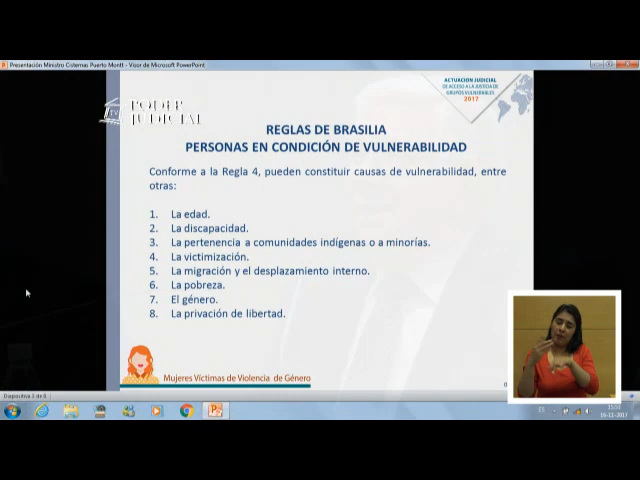 Presentación Ministro Cisternas Puerto Montt - Visor de Microsoft PowerPoint
ACTUACION JUDICIAL
DE ACCESO A LA JUSTICIA DE
GRUPOS VULNERABLES
2017
TV
PODER
JUDICIAL
REGLAS DE BRASILIA
PERSONAS EN CONDICIÓN DE VULNERABILIDAD
Conforme a la Regla 4, pueden constituir causas de vulnerabilidad, entre
otras:
1. La edad.
2. La discapacidad.
3. La pertenencia a comunidades indígenas o a minorías.
4. La victimización.
5. La migración y el desplazamiento interno.
6. La pobreza.
7. El género.
8. La privación de libertad.
Mujeres Víctimas de Violencia de Género
Diapositiva 3 de 8
ES